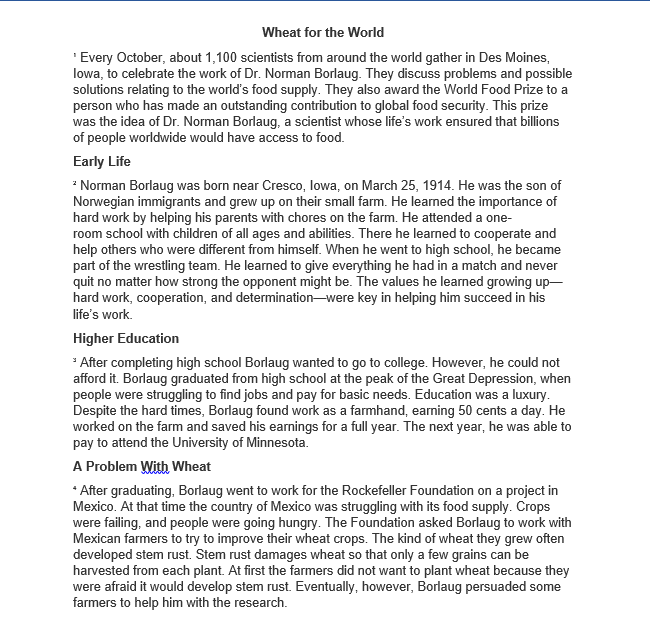 Wheat for the World
¹ Every October, about 1,100 scientists from around the world gather in Des Moines,
Iowa, to celebrate the work of Dr. Norman Borlaug. They discuss problems and possible
solutions relating to the world's food supply. They also award the World Food Prize to a
person who has made an outstanding contribution to global food security. This prize
was the idea of Dr. Norman Borlaug, a scientist whose life's work ensured that billions
of people worldwide would have access to food.
Early Life
² Norman Borlaug was born near Cresco, Iowa, on March 25, 1914. He was the son of
Norwegian immigrants and grew up on their small farm. He learned the importance of
hard work by helping his parents with chores on the farm. He attended a one-
room school with children of all ages and abilities. There he learned to cooperate and
help others who were different from himself. When he went to high school, he became
part of the wrestling team. He learned to give everything he had in a match and never
quit no matter how strong the opponent might be. The values he learned growing up—
hard work, cooperation, and determination—were key in helping him succeed in his
life's work.
Higher Education
³ After completing high school Borlaug wanted to go to college. However, he could not
afford it. Borlaug graduated from high school at the peak of the Great Depression, when
people were struggling to find jobs and pay for basic needs. Education was a luxury.
Despite the hard times, Borlaug found work as a farmhand, earning 50 cents a day. He
worked on the farm and saved his earnings for a full year. The next year, he was able to
pay to attend the University of Minnesota.
A Problem With Wheat
⁴ After graduating, Borlaug went to work for the Rockefeller Foundation on a project in
Mexico. At that time the country of Mexico was struggling with its food supply. Crops
were failing, and people were going hungry. The Foundation asked Borlaug to work with
Mexican farmers to try to improve their wheat crops. The kind of wheat they grew often
developed stem rust. Stem rust damages wheat so that only a few grains can be
harvested from each plant. At first the farmers did not want to plant wheat because they
were afraid it would develop stem rust. Eventually, however, Borlaug persuaded some
farmers to help him with the research.